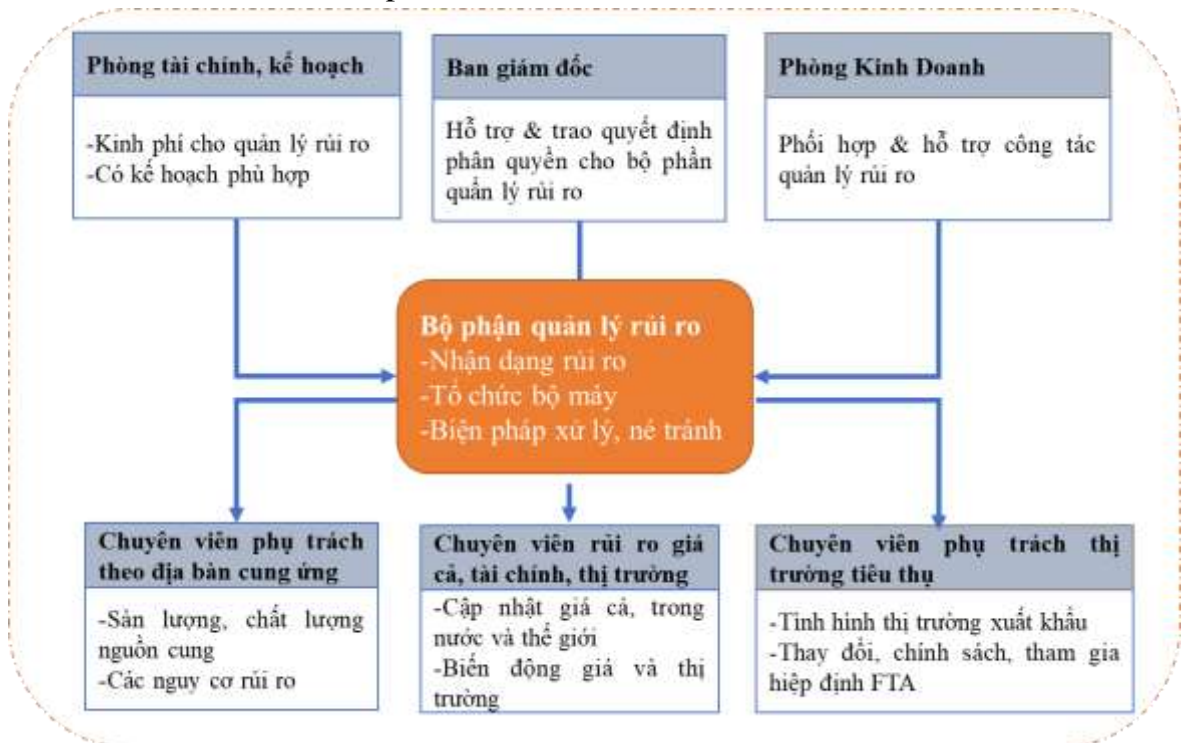 Phòng tài chính, kế hoạch
-Kinh phí cho quản lý rủi ro
-Có kế hoạch phù hợp
Ban giám đốc
Hỗ trợ & trao quyết định
phân quyền cho bộ phần
quản lý rủi ro
Phòng Kinh Doanh
Phối hợp & hỗ trợ công tác
quản lý rủi ro
Bộ phận quản lý rủi ro
-Nhận dạng rủi ro
-Tổ chức bộ máy
-Biện pháp xử lý, né tránh
Chuyên viên phụ trách
theo địa bàn cung ứng
-Sản lượng, chất lượng
nguồn cung
-Các nguy cơ rủi ro
Chuyên viên rủi ro giá
cả, tài chính, thị trường
-Cập nhật giá cả, trong
nước và thế giới
-Biến động giá và thị
trường
Chuyên viên phụ trách thị
trường tiêu thụ
-Tình hình thị trường xuất khẩu
-Thay đổi, chính sách, tham gia
hiệp định FTA